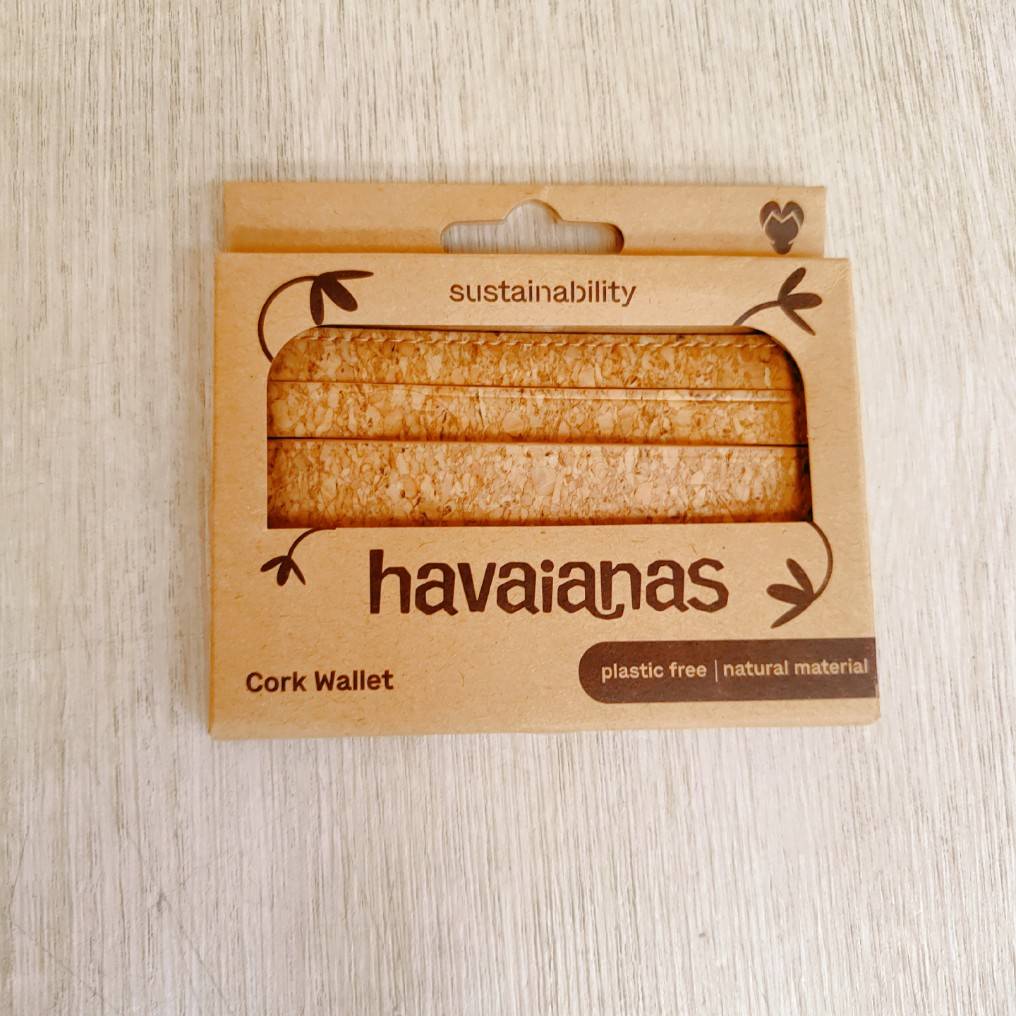 sustainability
havaianas
Cork Wallet
plastic free | natural material